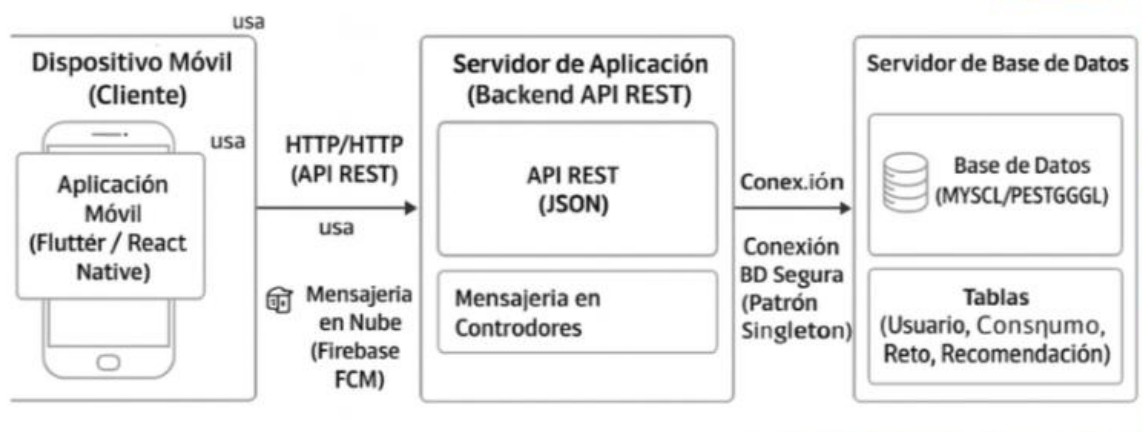 usa
Dispositivo Móvil
(Cliente)
usa
Aplicación
Móvil
(Fluttér / React
Native)
HTTP/HTTP
(API REST)
usa
Mensajeria
en Nube
(Firebase
FCM)
Servidor de Aplicación
(Backend API REST)
API REST
(JSON)
Mensajeria en
Controdores
Conex.ión
Conexión
BD Segura
(Patrón
Singleton)
Servidor de Base de Datos
Base de Datos
(MYSCL/PESTGGGL)
Tablas
(Usuario, Consƞumo,
Reto, Recomendación)